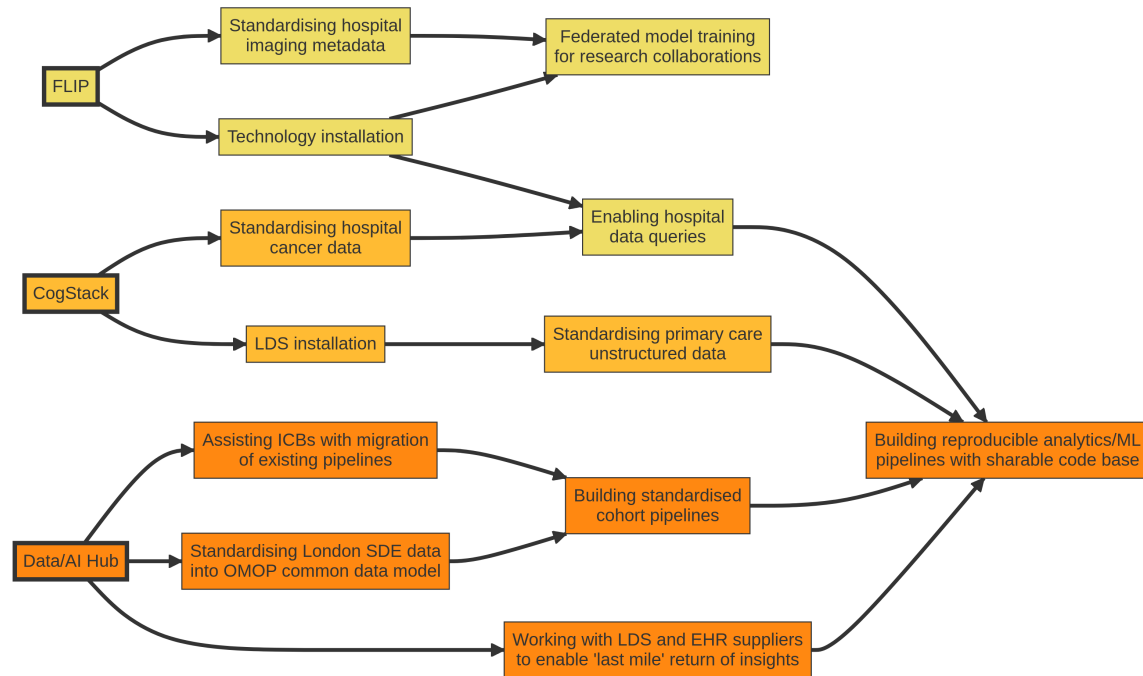 Standardising hospital
imaging metadata
Federated model training
for research collaborations
FLIP
Technology installation
Enabling hospital
data queries
Standardising hospital
cancer data
CogStack
LDS installation
Standardising primary care
unstructured data
Assisting ICBs with migration
of existing pipelines
Building reproducible analytics/ML
pipelines with sharable code base
Building standardised
cohort pipelines
Data/AI Hub
Standardising London SDE data
into OMOP common data model
Working with LDS and EHR suppliers
to enable 'last mile' return of insights